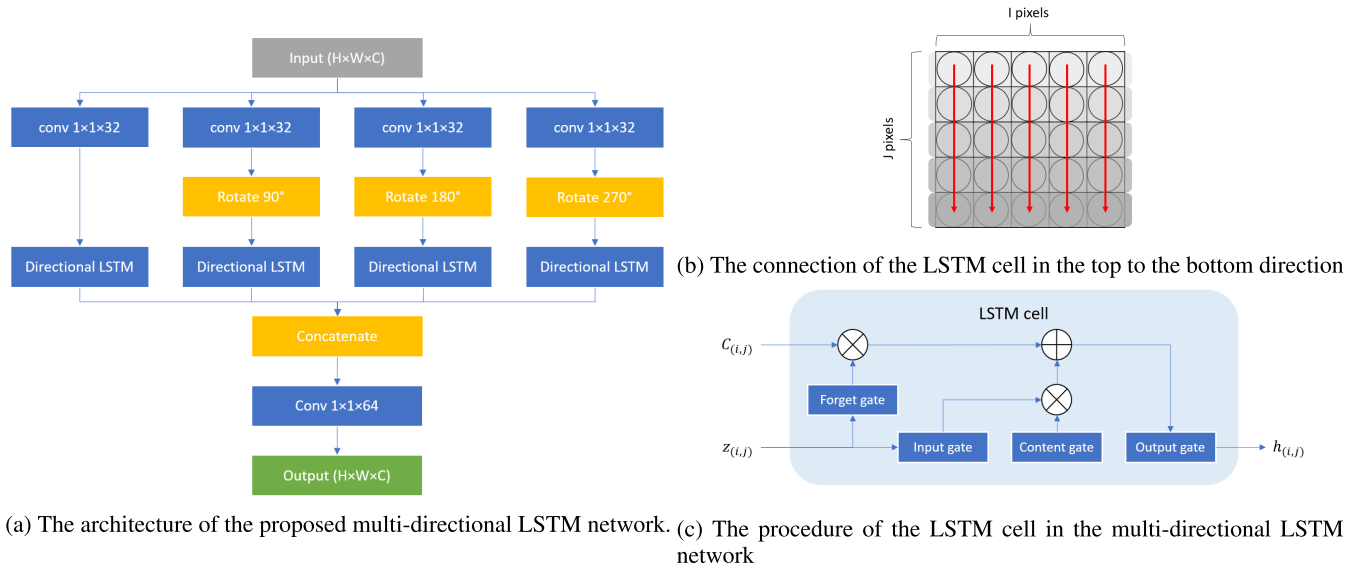 Input (H×W×C)
conv 1×1×32
conv 1×1×32
conv 1×1×32
conv 1×1×32
Rotate 90°
Rotate 180°
Rotate 270°
Directional LSTM
Directional LSTM
Directional LSTM
Directional LSTM
Concatenate
Conv 1×1×64
Output (H×W×C)
(a) The architecture of the proposed multi-directional LSTM network.
I pixels
J pixels
(b) The connection of the LSTM cell in the top to the bottom direction
LSTM cell
C(i,j)
Forget gate
z(i,j)
Input gate
Content gate
Output gate
h(i,j)
(c) The procedure of the LSTM cell in the multi-directional LSTM
network